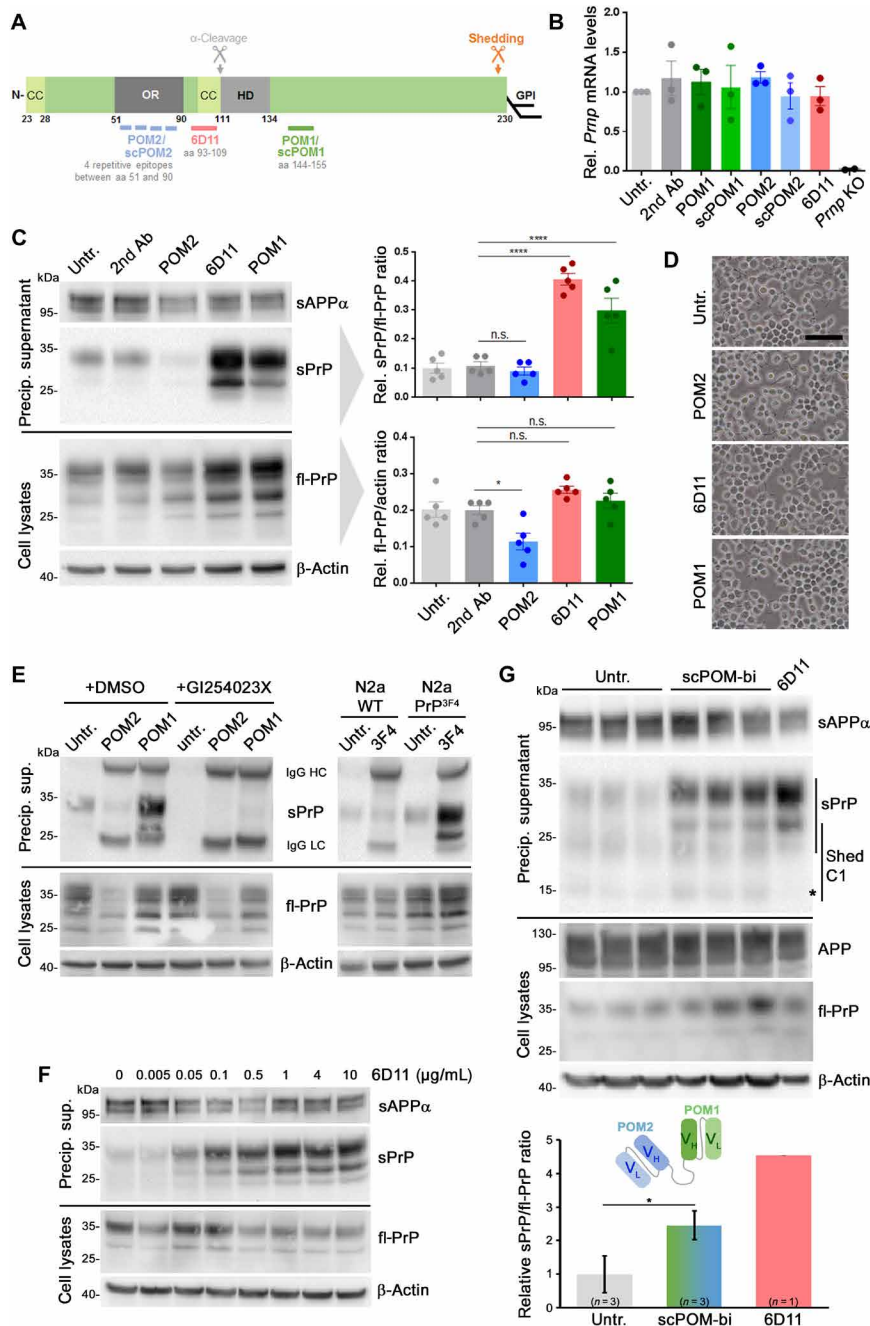 A
α-Cleavage
Shedding
N-
CC
OR
CC
HD
GPI
23
28
51
90
111
134
230
POM2/
scPOM2
6D11
POM1/
scPOM1
aa 93-109
aa 144-155
4 repetitive epitopes
between aa 51 and 90
B
Rel. Prnp mRNA levels
2.0
1.5
1.0
0.5
0.0
Untr.
2nd Ab
POM1
scPOM1
POM2
scPOM2
6D11
Prnp KO
C
Untr.
2nd Ab
POM2
6D11
POM1
kDa
Precip. supernatant
95-
sAPPα
35-
25-
sPrP
Cell lysates
35-
25-
fl-PrP
40-
β-Actin
Rel. sPrP/fl-PrP ratio
0.5
0.4
0.3
0.2
0.1
0.0
****
****
n.s.
Rel. fl-PrP/actin ratio
0.4
0.3
0.2
0.1
0.0
n.s.
n.s.
*
Untr.
2nd Ab
POM2
6D11
POM1
D
Untr.
POM2
6D11
POM1
E
+DMSO
+GI254023X
N2a
WT
N2a
PrP3F4
Untr.
POM2
POM1
untr.
POM2
POM1
Untr.
3F4
Untr.
3F4
kDa
Precip. sup.
35-
25-
IgG HC
sPrP
IgG LC
Cell lysates
35-
25-
fl-PrP
40-
β-Actin
F
0 0.005 0.05 0.1 0.5 1 4 10 6D11 (µg/mL)
kDa
Precip. sup.
95-
sAPPα
35-
25-
sPrP
Cell lysates
35-
25-
fl-PrP
40-
β-Actin
G
Untr.
scPOM-bi
6D11
kDa
Precip. supernatant
95-
sAPPα
35-
25-
15-
sPrP
Shed
C1
*
Cell lysates
130-
95-
APP
35-
25-
fl-PrP
40-
β-Actin
Relative sPrP/fl-PrP ratio
5
4
3
2
1
0
POM1
POM2
VH
VL
VH
VL
*
(n = 3)
(n = 3)
(n = 1)
Untr.
scPOM-bi
6D11